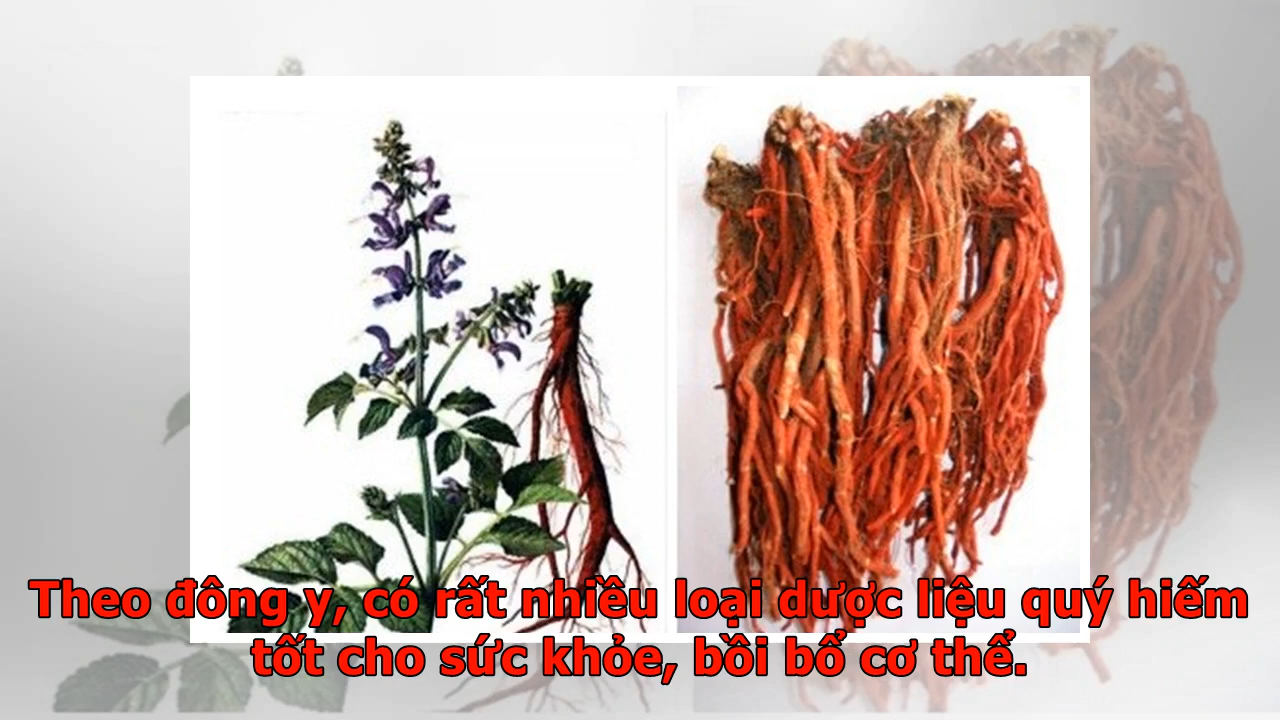 Theo đông y, có rất nhiều loại dược liệu quý hiếm
tốt cho sức khỏe, bồi bổ cơ thể.